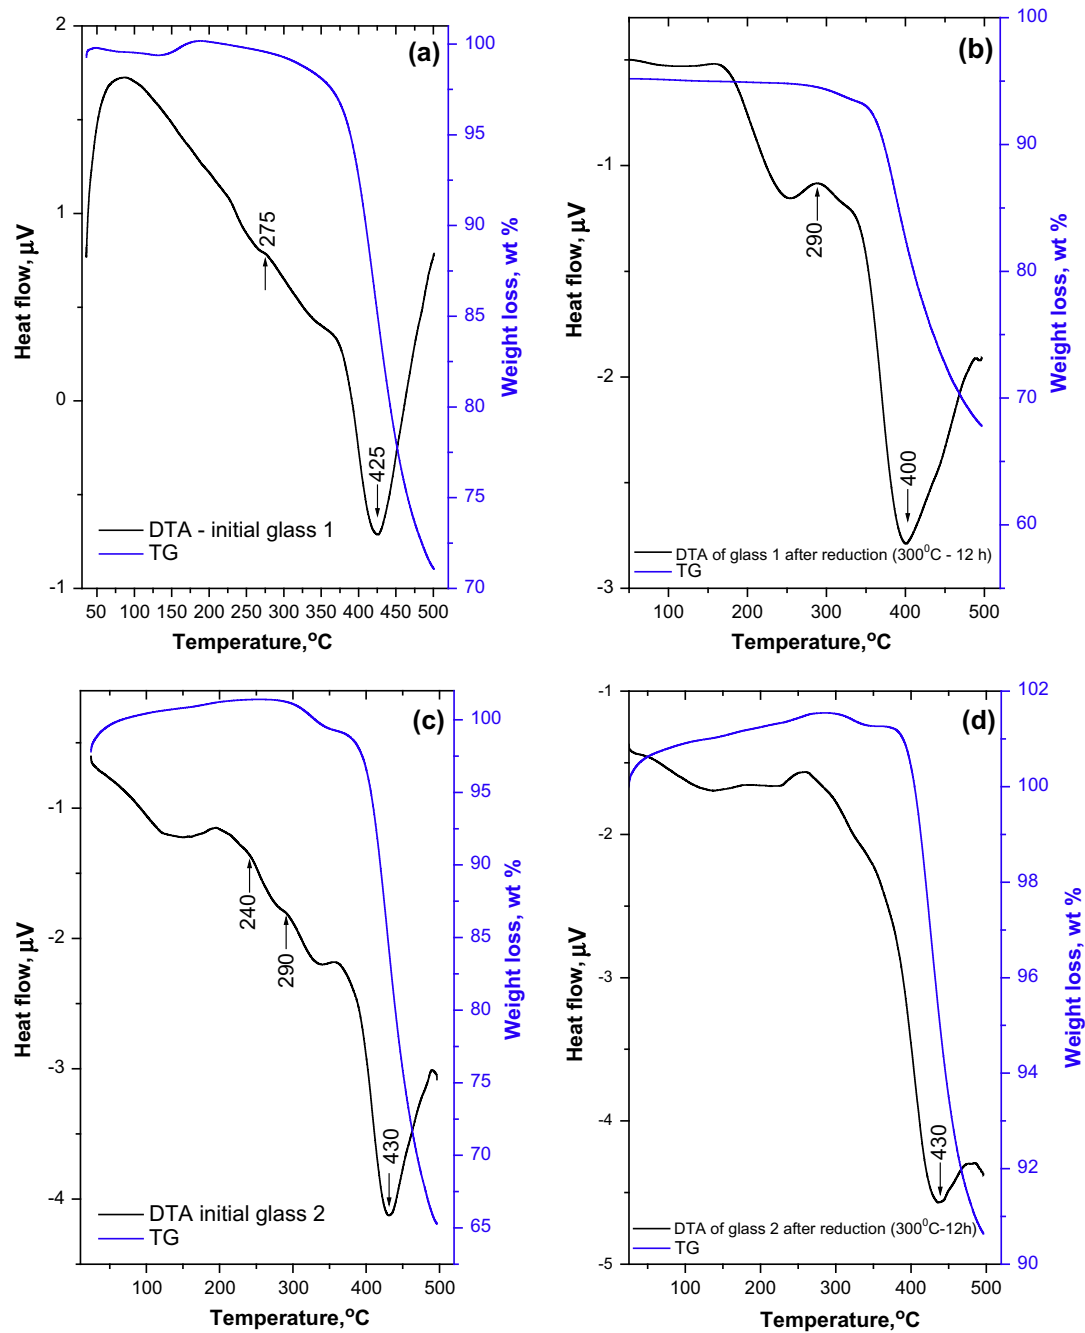 (a)
2
1
0
-1
Heat flow, μV
100
95
90
85
80
75
70
Weight loss, wt %
275
425
DTA - initial glass 1
TG
50 100 150 200 250 300 350 400 450 500
Temperature,°C
(b)
-1
-2
-3
Heat flow, μV
100
90
80
70
60
Weight loss, wt %
290
400
DTA of glass 1 after reduction (300⁰C - 12 h)
TG
100 200 300 400 500
Temperature,°C
(c)
-1
-2
-3
-4
Heat flow, μV
100
95
90
85
80
75
70
65
Weight loss, wt %
240
290
430
DTA initial glass 2
TG
100 200 300 400 500
Temperature,°C
(d)
-1
-2
-3
-4
-5
Heat flow, μV
102
100
98
96
94
92
90
Weight loss, wt %
430
DTA of glass 2 after reduction (300⁰C-12h)
TG
100 200 300 400 500
Temperature,°C